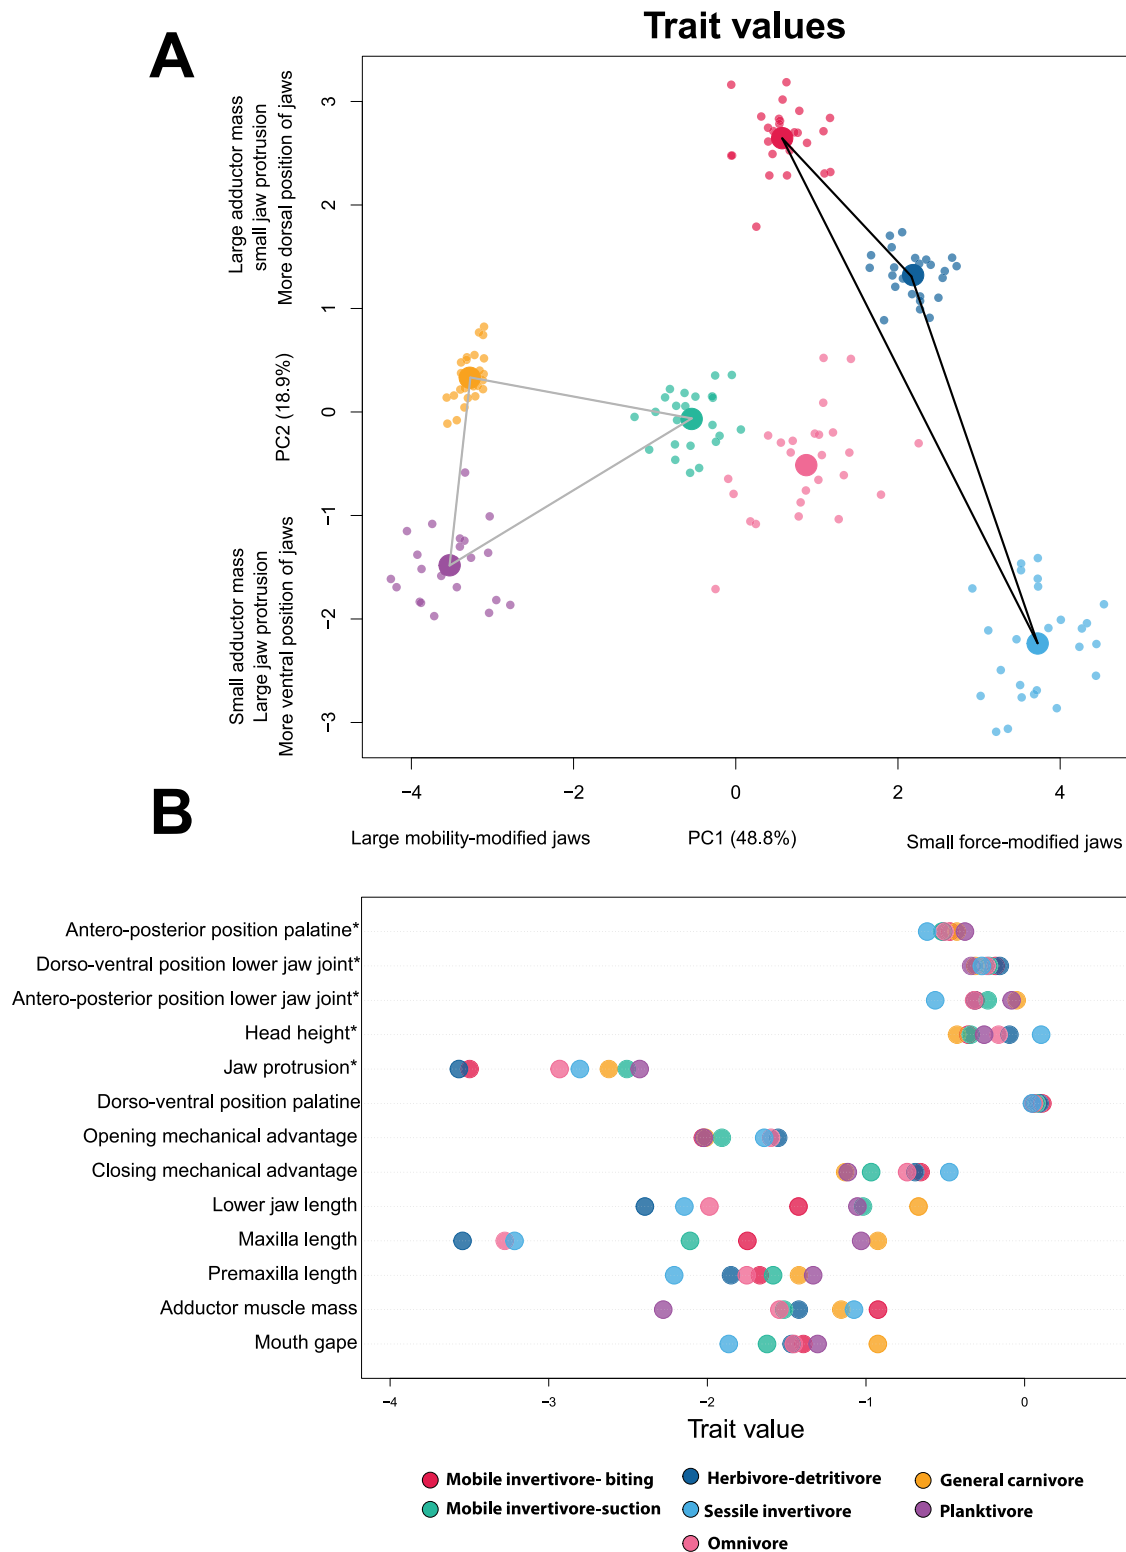 Trait values
A
Large adductor mass
small jaw protrusion
More dorsal position of jaws
PC2 (18.9%)
Small adductor mass
Large jaw protrusion
More ventral position of jaws
3
2
1
0
−1
−2
−3
−4
−2
0
2
4
Large mobility-modified jaws
PC1 (48.8%)
Small force-modified jaws
B
Antero-posterior position palatine*
Dorso-ventral position lower jaw joint*
Antero-posterior position lower jaw joint*
Head height*
Jaw protrusion*
Dorso-ventral position palatine
Opening mechanical advantage
Closing mechanical advantage
Lower jaw length
Maxilla length
Premaxilla length
Adductor muscle mass
Mouth gape
−4
−3
−2
−1
0
Trait value
Mobile invertivore- biting
Herbivore-detritivore
General carnivore
Mobile invertivore-suction
Sessile invertivore
Planktivore
Omnivore